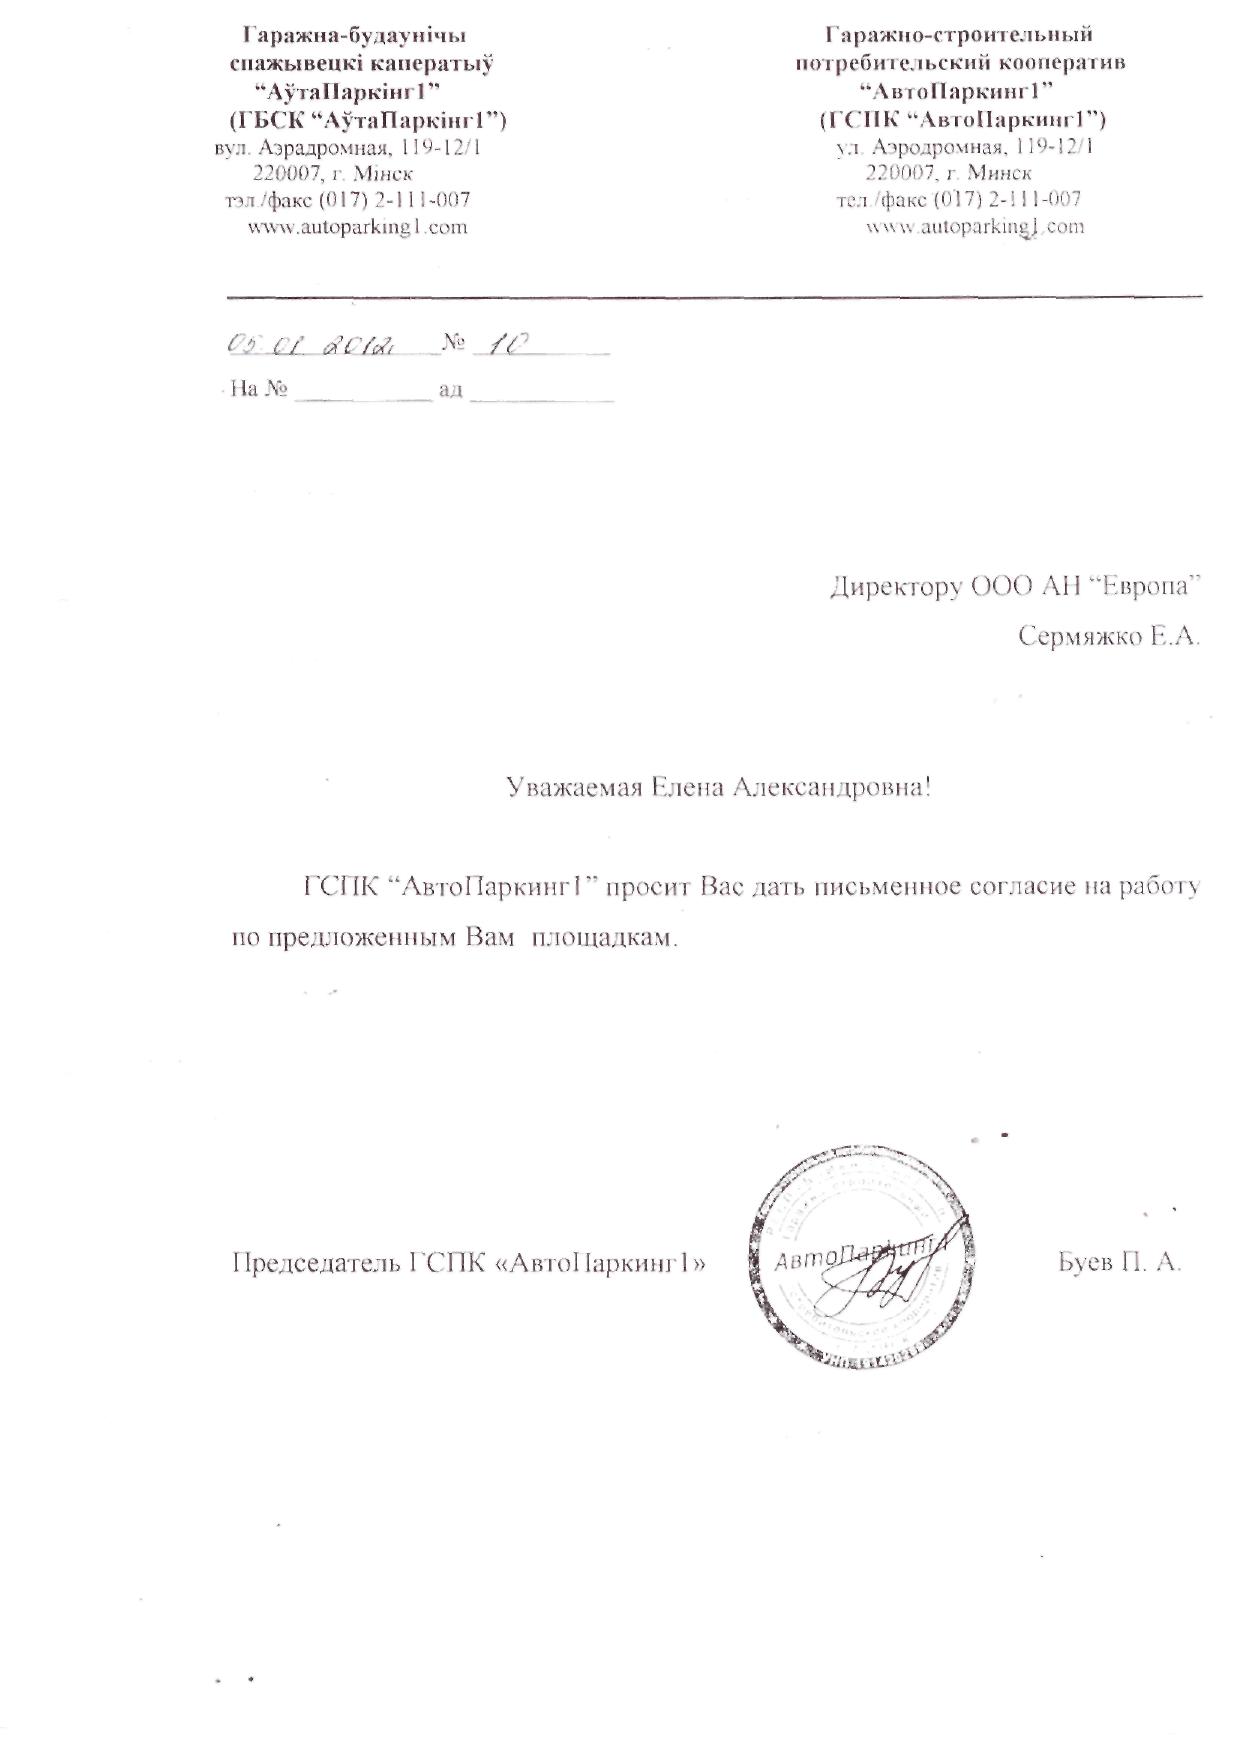 Гаражна-будаунічы
спажывецкі каператыў
“АўтаПаркінг1”
(ГБСК “АўтаПаркінг1”)
вул. Аэрадромная, 119-12/1
220007, г. Мінск
тэл./факс (017) 2-111-007
www.autoparking1.com
Гаражно-строительный
потребительский кооператив
“АвтоПаркинг1”
(ГСПК “АвтоПаркинг1”)
ул. Аэродромная, 119-12/1
220007, г. Минск
тел./факс (017) 2-111-007
www.autoparking1.com
05.01 2012 № 10
На № ____________ ад ____________
Директору ООО АН “Европа”
Сермяжко Е.А.
Уважаемая Елена Александровна!
ГСПК “АвтоПаркинг1” просит Вас дать письменное согласие на работу
по предложенным Вам площадкам.
Председатель ГСПК «АвтоПаркинг1»
АвтоПаркинг1
Буев П. А.